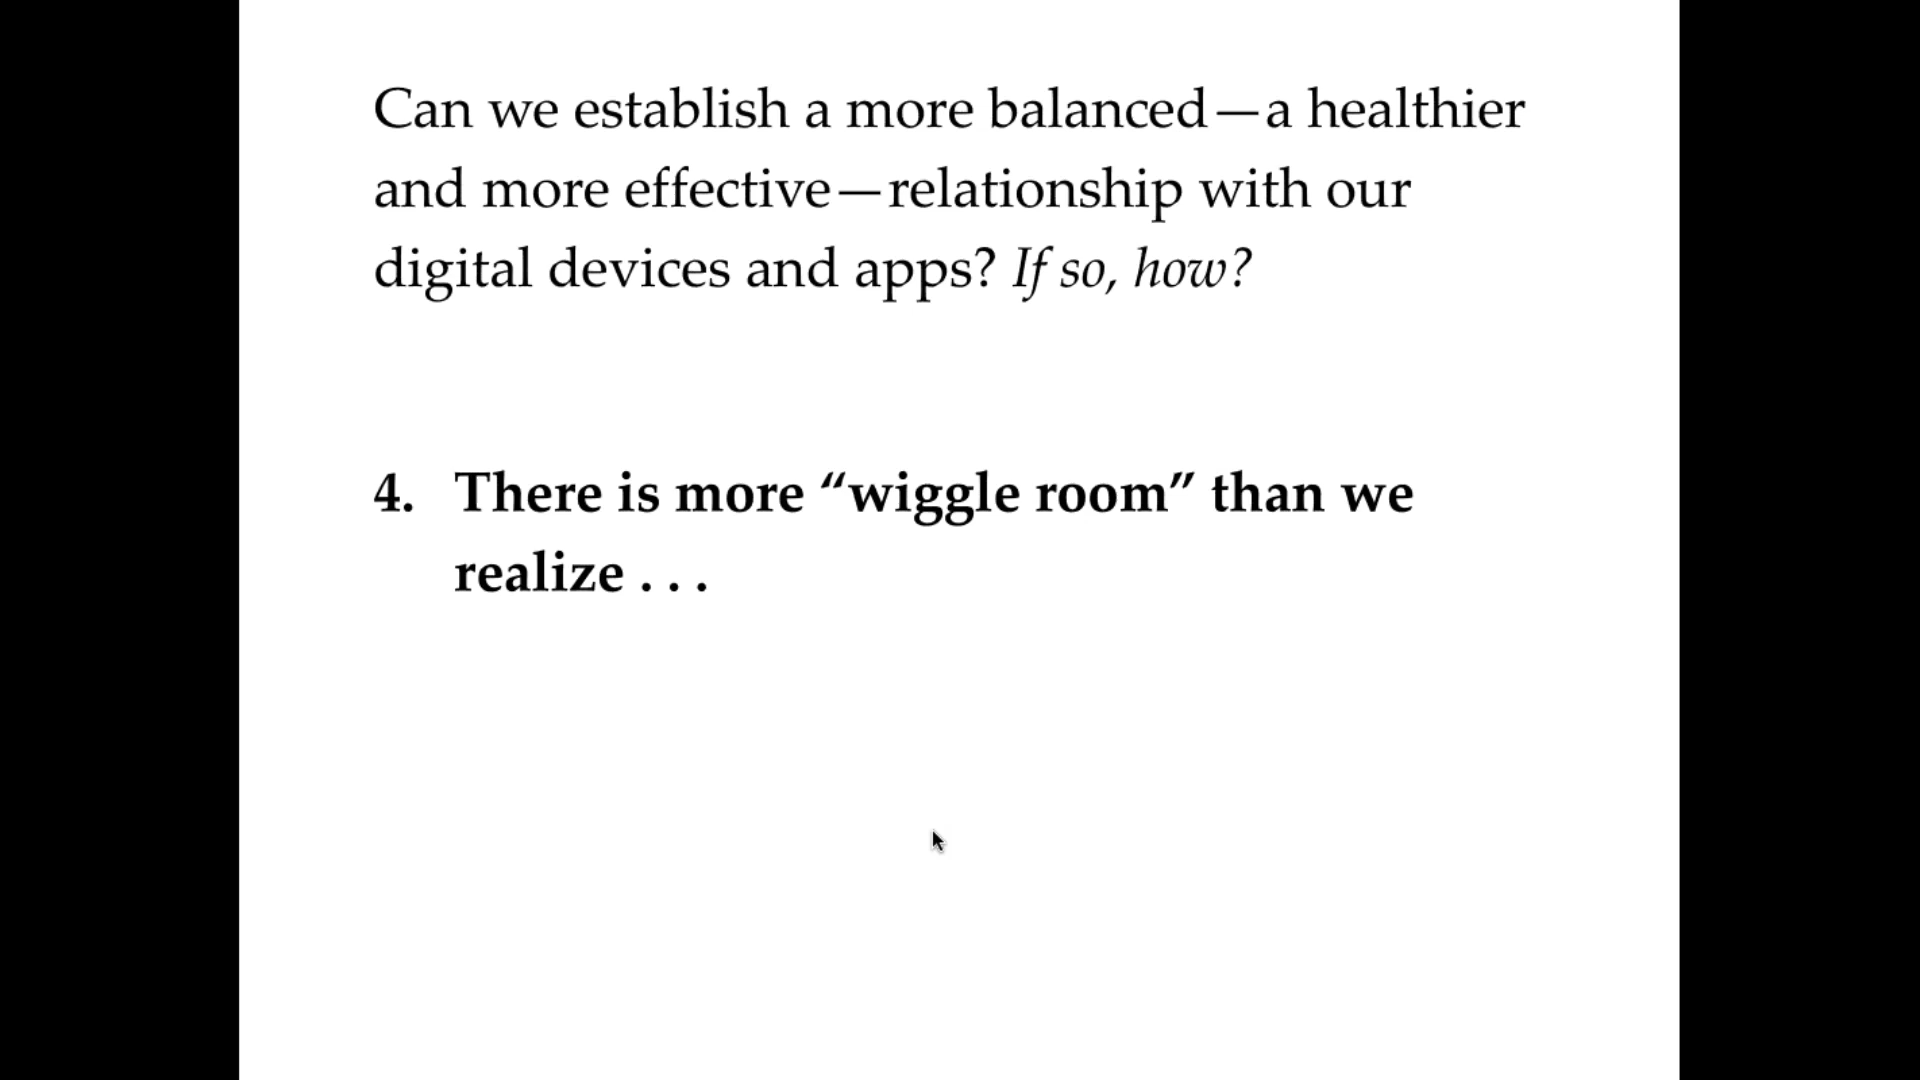 Can we establish a more balanced—a healthier
and more effective—relationship with our
digital devices and apps? If so, how?
4. There is more “wiggle room” than we
realize . . .